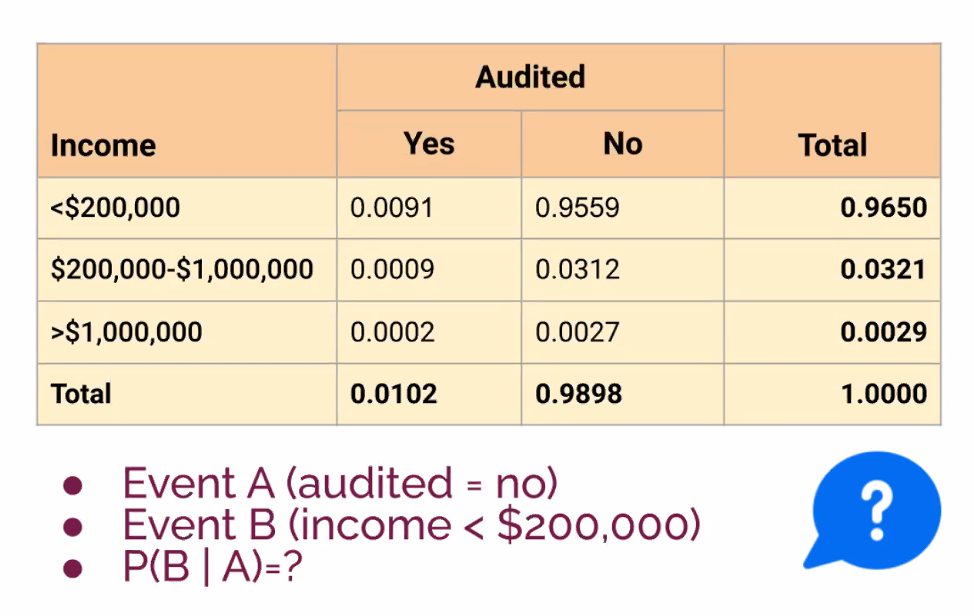 Audited
Income Yes No Total
<$200,000 0.0091 0.9559 0.9650
$200,000-$1,000,000 0.0009 0.0312 0.0321
>$1,000,000 0.0002 0.0027 0.0029
Total 0.0102 0.9898 1.0000
● Event A (audited = no)
● Event B (income < $200,000)
● P(B | A)=?
?